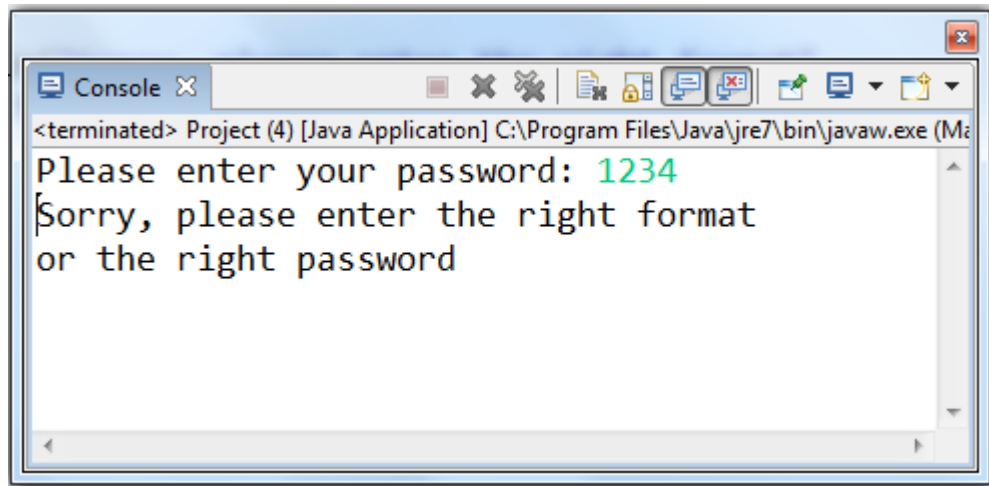 Console
<terminated> Project (4) [Java Application] C:\Program Files\Java\jre7\bin\javaw.exe (Ma
Please enter your password: 1234
Sorry, please enter the right format
or the right password